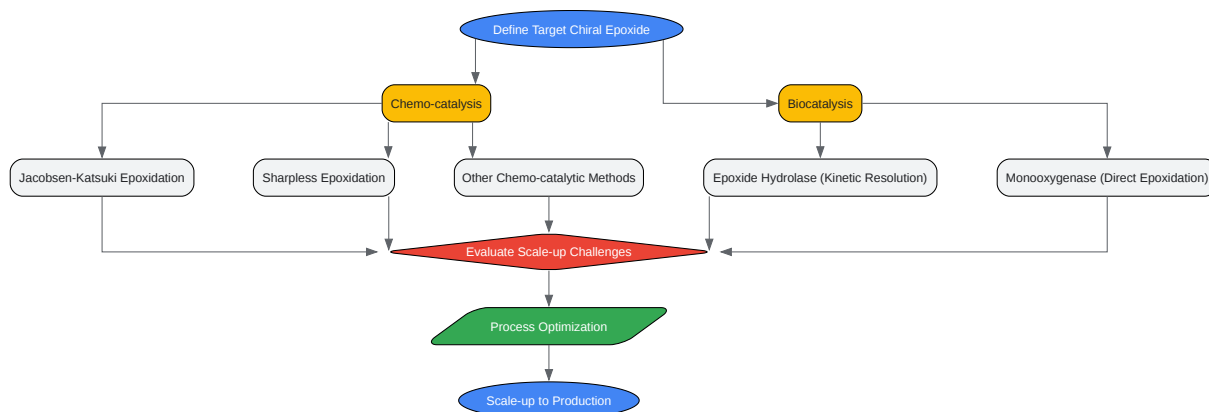 Define Target Chiral Epoxide
Chemo-catalysis
Biocatalysis
Jacobsen-Katsuki Epoxidation
Sharpless Epoxidation
Other Chemo-catalytic Methods
Epoxide Hydrolase (Kinetic Resolution)
Monooxygenase (Direct Epoxidation)
Evaluate Scale-up Challenges
Process Optimization
Scale-up to Production